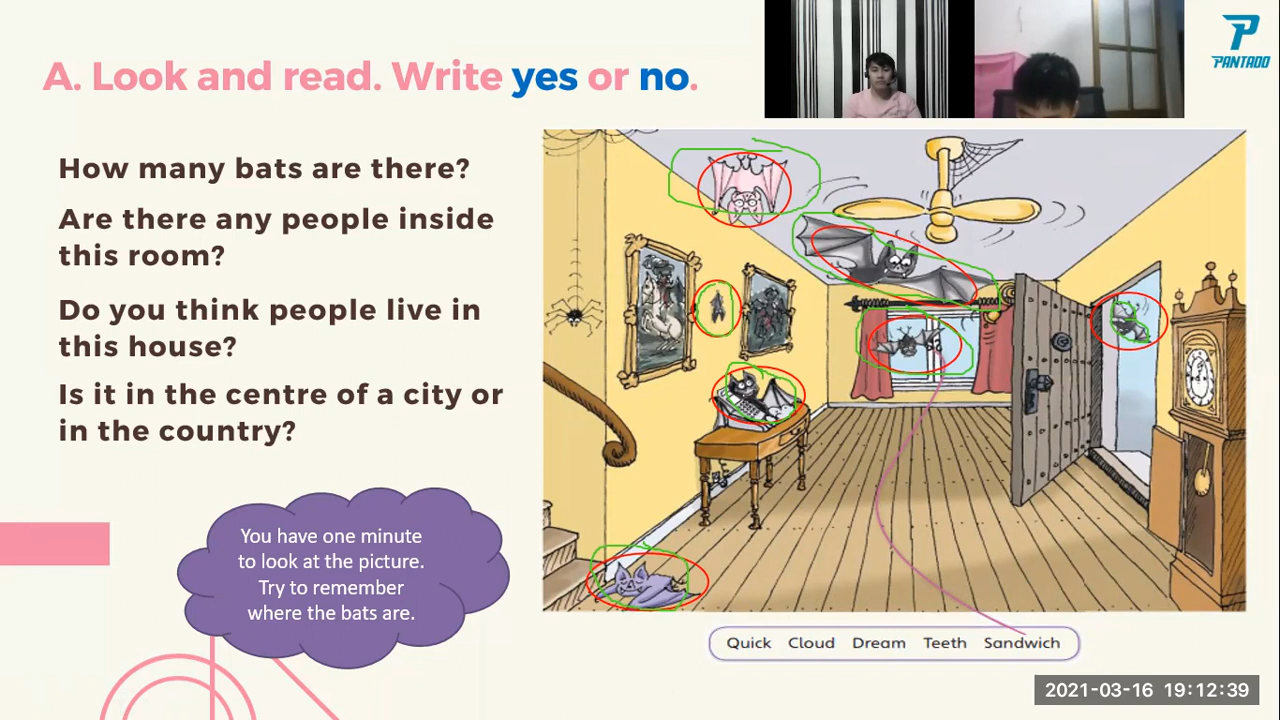 A. Look and read. Write yes or no.
PANTADO
How many bats are there?
Are there any people inside
this room?
Do you think people live in
this house?
Is it in the centre of a city or
in the country?
You have one minute
to look at the picture.
Try to remember
where the bats are.
Quick Cloud Dream Teeth Sandwich
2021-03-16 19:12:39